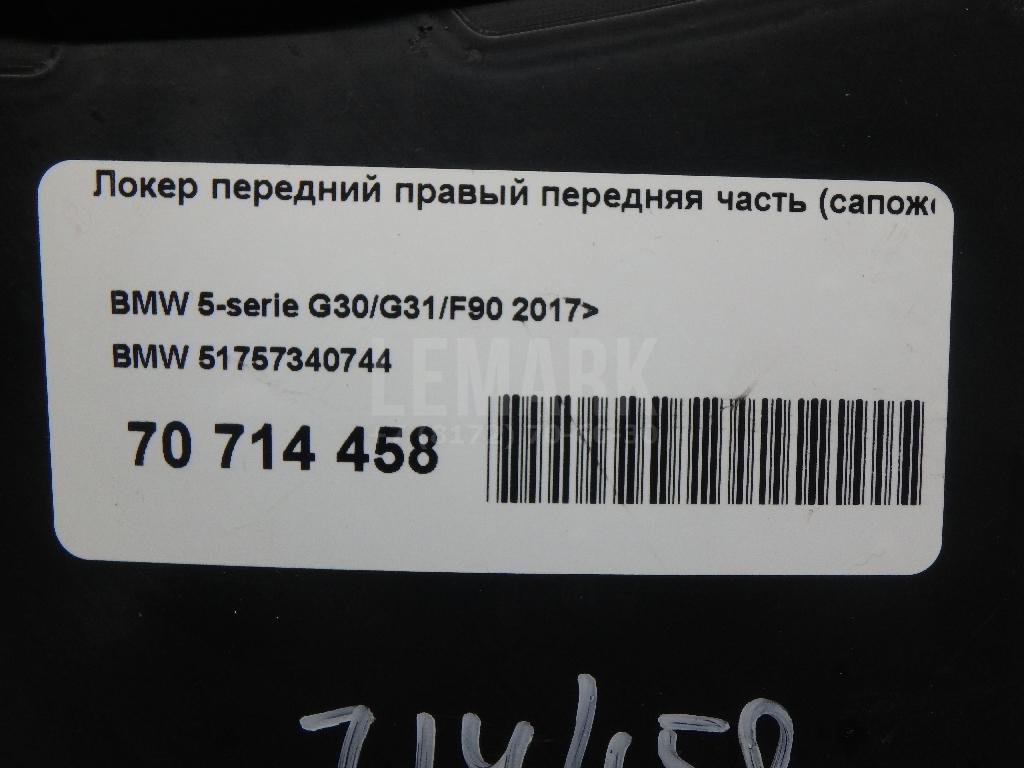 Локер передний правый передняя часть (сапож
BMW 5-serie G30/G31/F90 2017>
BMW 51757340744
LEMARK
70 714 458
714458